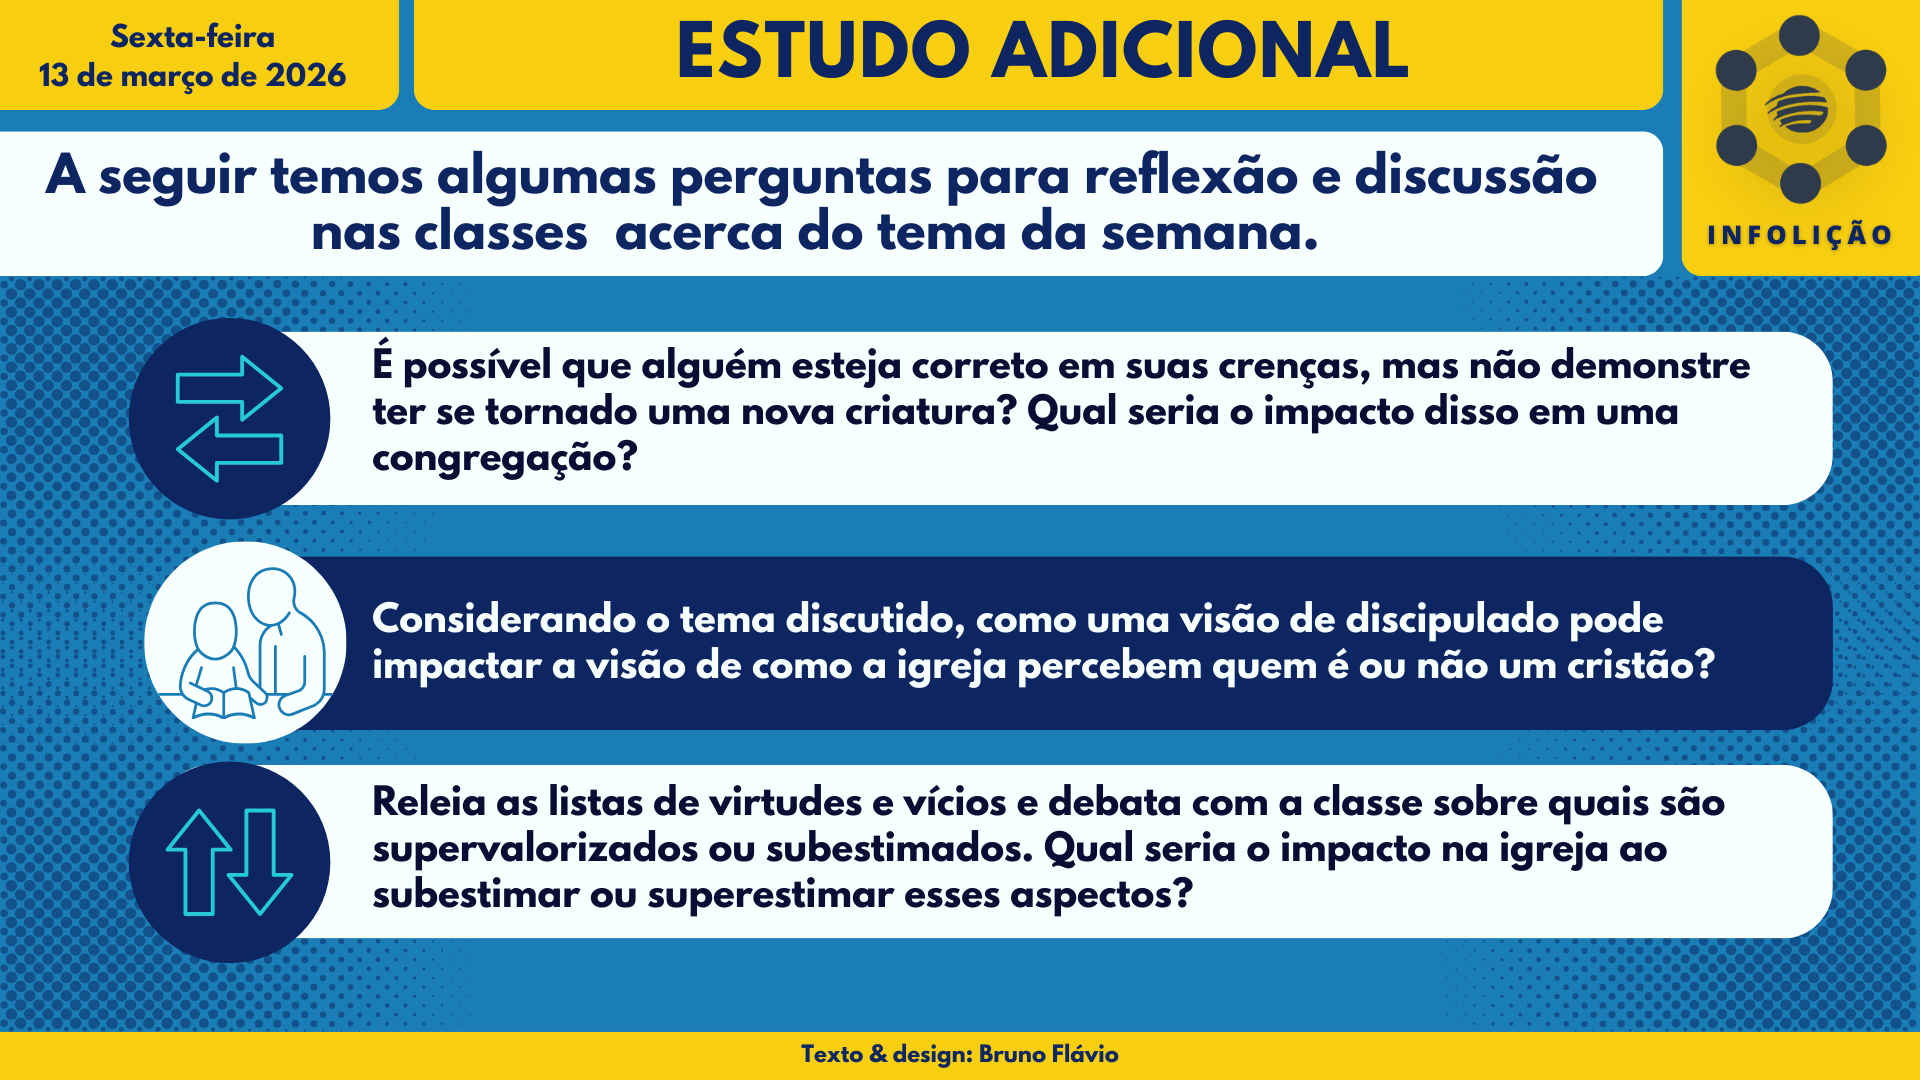 Sexta-feira
13 de março de 2026
ESTUDO ADICIONAL
INFOLIÇÃO
A seguir temos algumas perguntas para reflexão e discussão
nas classes  acerca do tema da semana.
É possível que alguém esteja correto em suas crenças, mas não demonstre
ter se tornado uma nova criatura? Qual seria o impacto disso em uma
congregação?
Considerando o tema discutido, como uma visão de discipulado pode
impactar a visão de como a igreja percebem quem é ou não um cristão?
Releia as listas de virtudes e vícios e debata com a classe sobre quais são
supervalorizados ou subestimados. Qual seria o impacto na igreja ao
subestimar ou superestimar esses aspectos?
Texto & design: Bruno Flávio